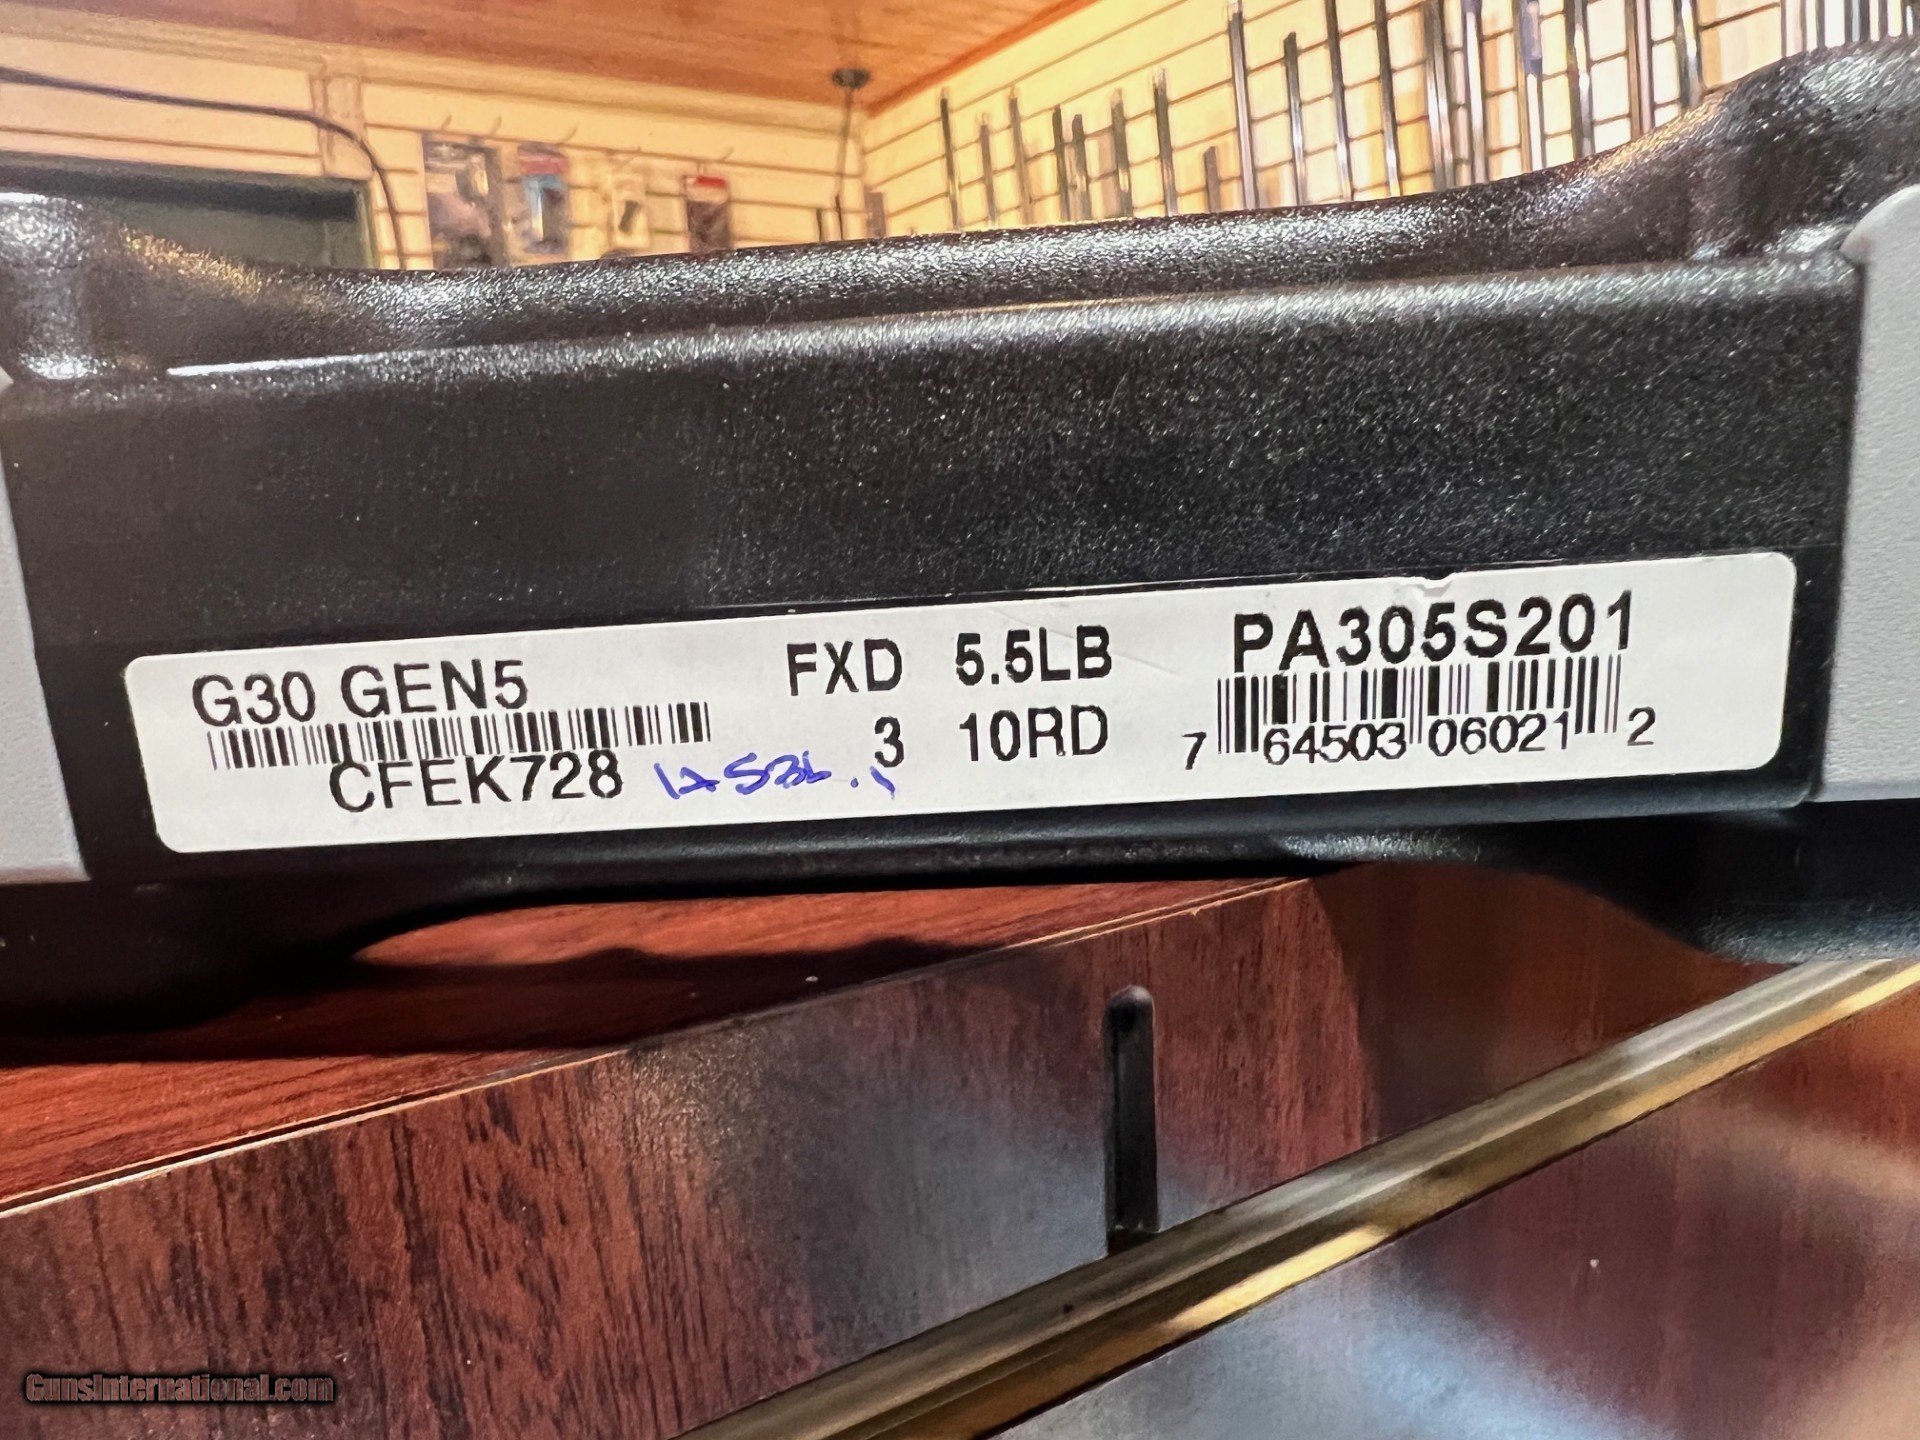 G30 GEN5
CFEK728
FXD 5.5LB
3 10RD
PA305S201
7 64503 06021 2
GunsInternational.com